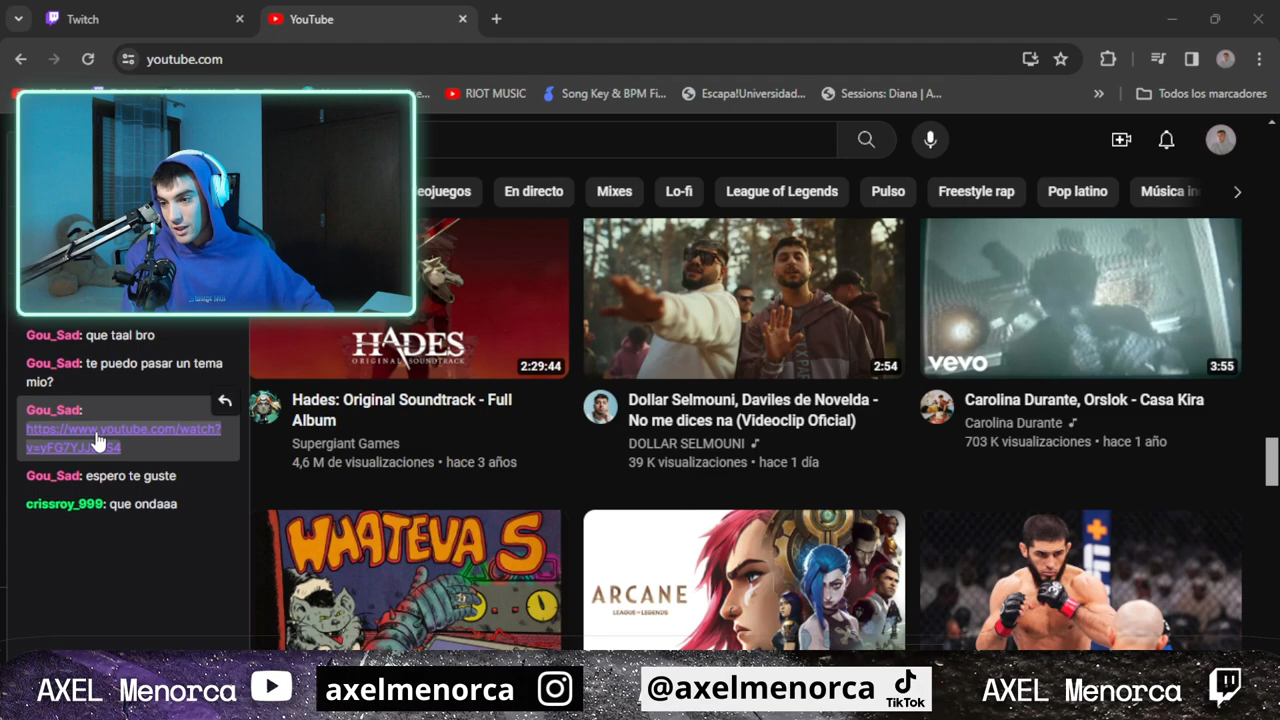 Twitch
YouTube
youtube.com
RIOT MUSIC
Song Key & BPM Fi...
Escapa!Universidad...
Sessions: Diana | A...
Todos los marcadores
En directo
Mixes
Lo-fi
League of Legends
Pulso
Freestyle rap
Pop latino
Música in
Gou_Sad: que taal bro
Gou_Sad: te puedo pasar un tema
mio?
Gou_Sad:
https://www.youtube.com/watch?
Gou_Sad: espero te guste
crissroy_999: que ondaaa
HADES
ORIGINAL SOUNDTRACK
2:29:44
Hades: Original Soundtrack - Full
Album
Supergiant Games
4,6 M de visualizaciones • hace 3 años
2:54
Dollar Selmouni, Daviles de Novelda -
No me dices na (Videoclip Oficial)
DOLLAR SELMOUNI
39 K visualizaciones • hace 1 día
vevo
3:55
Carolina Durante, Orslok - Casa Kira
Carolina Durante
703 K visualizaciones • hace 1 año
WHATEVA S
ARCANE
LEAGUE OF LEGENDS
AXEL Menorca
axelmenorca
@axelmenorca
TikTok
AXEL Menorca